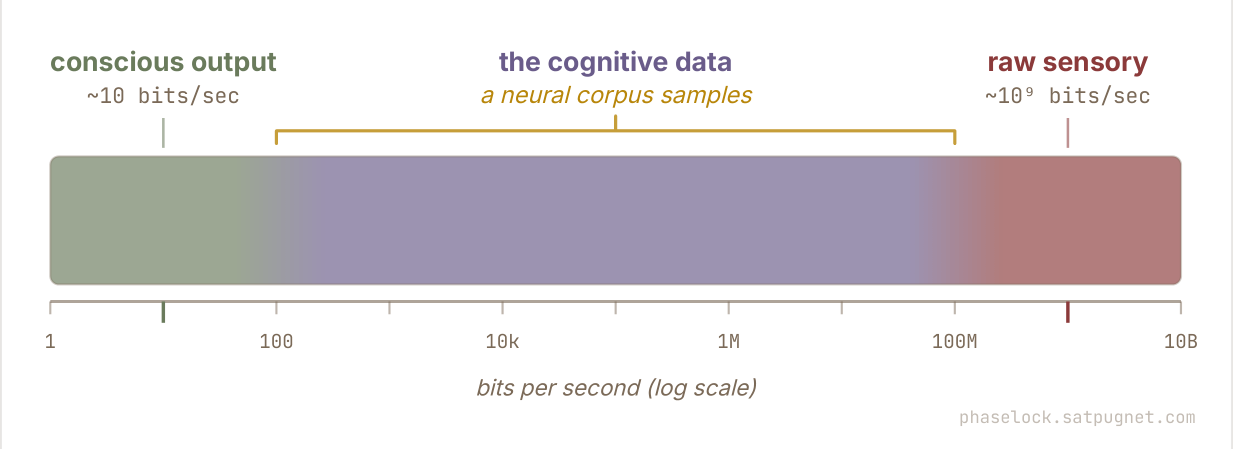 conscious output
~10 bits/sec
the cognitive data
a neural corpus samples
raw sensory
~10⁹ bits/sec
1 100 10k 1M 100M 10B
bits per second (log scale)
phaselock.satpugnet.com